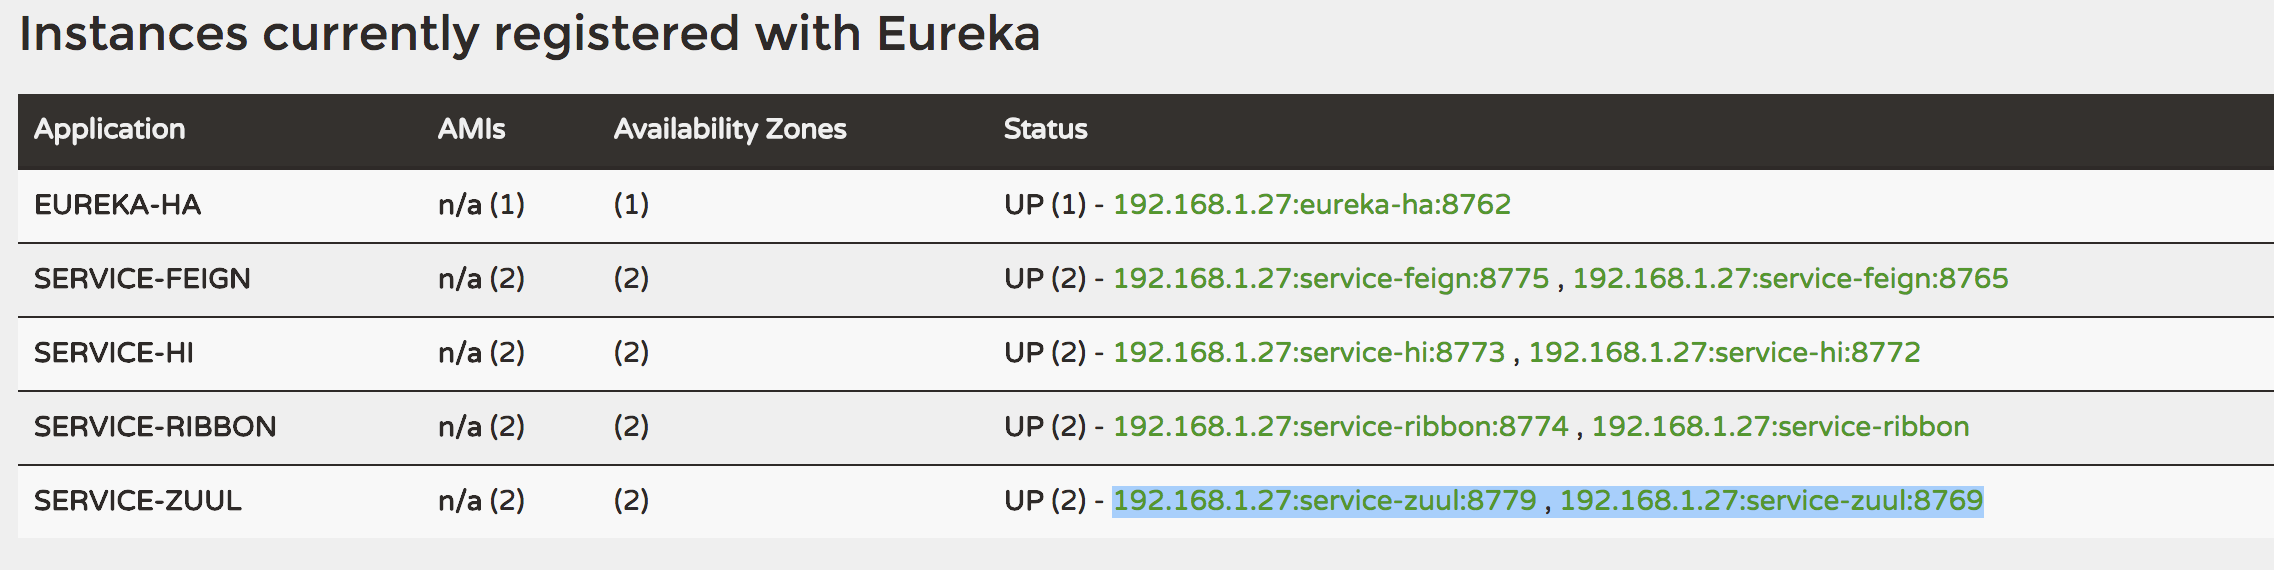 Instances currently registered with Eureka
Application AMIs Availability Zones Status
EUREKA-HA n/a (1) (1) UP (1) - 192.168.1.27:eureka-ha:8762
SERVICE-FEIGN n/a (2) (2) UP (2) - 192.168.1.27:service-feign:8775 , 192.168.1.27:service-feign:8765
SERVICE-HI n/a (2) (2) UP (2) - 192.168.1.27:service-hi:8773 , 192.168.1.27:service-hi:8772
SERVICE-RIBBON n/a (2) (2) UP (2) - 192.168.1.27:service-ribbon:8774 , 192.168.1.27:service-ribbon
SERVICE-ZUUL n/a (2) (2) UP (2) - 192.168.1.27:service-zuul:8779 , 192.168.1.27:service-zuul:8769